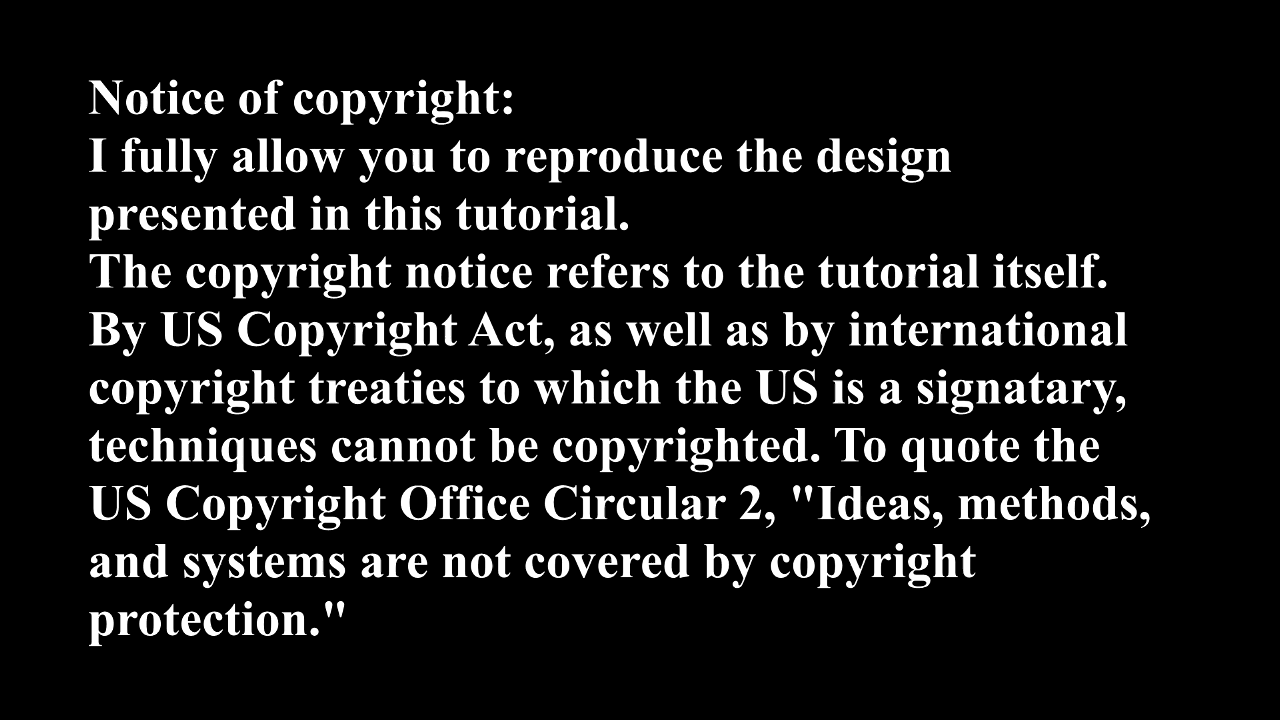 Notice of copyright:
I fully allow you to reproduce the design
presented in this tutorial.
The copyright notice refers to the tutorial itself.
By US Copyright Act, as well as by international
copyright treaties to which the US is a signatary,
techniques cannot be copyrighted. To quote the
US Copyright Office Circular 2, "Ideas, methods,
and systems are not covered by copyright
protection."